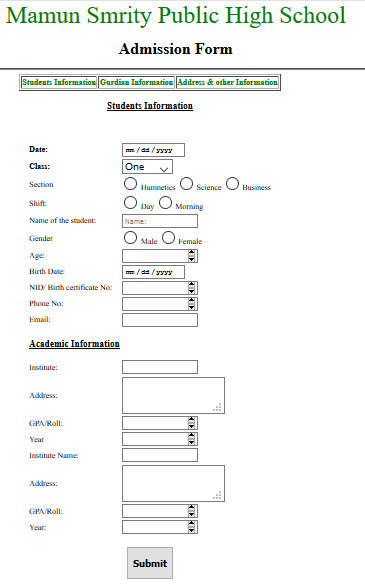 Mamun Smrity Public High School
Admission Form
Students Information Gurdian Information Address & other Information
Students Information
Date: mm / dd / yyyy
Class: One
Section Humnetics Science Business
Shift: Day Morning
Name of the student: Name:
Gender Male Female
Age:
Birth Date: mm / dd / yyyy
NID/ Birth certificate No:
Phone No:
Email:
Academic Information
Institute:
Address:
GPA/Roll:
Year
Institute Name:
Address:
GPA/Roll:
Year:
Submit